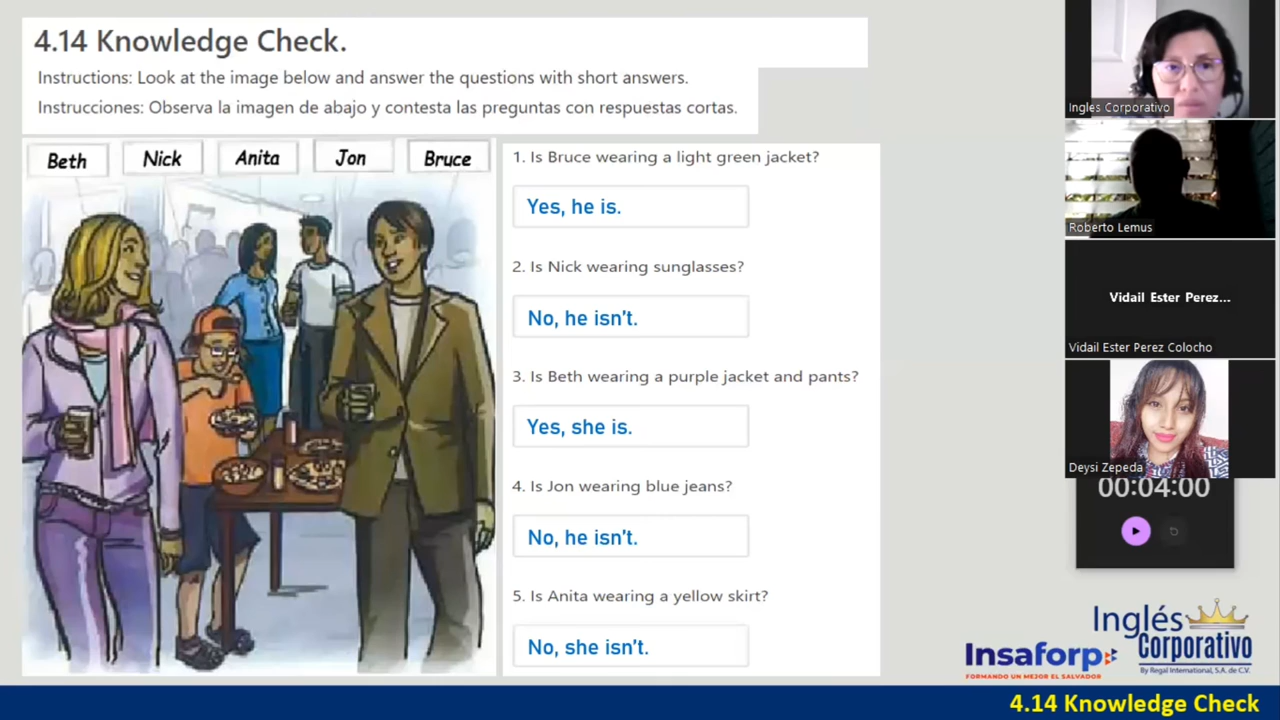 4.14 Knowledge Check.
Instructions: Look at the image below and answer the questions with short answers.
Instrucciones: Observa la imagen de abajo y contesta las preguntas con respuestas cortas.
Beth Nick Anita Jon Bruce
1. Is Bruce wearing a light green jacket?
Yes, he is.
2. Is Nick wearing sunglasses?
No, he isn't.
3. Is Beth wearing a purple jacket and pants?
Yes, she is.
4. Is Jon wearing blue jeans?
No, he isn't.
5. Is Anita wearing a yellow skirt?
No, she isn't.
Ingles Corporativo
Roberto Lemus
Vidail Ester Perez...
Vidail Ester Perez Colocho
Deysi Zepeda
00:04:00
Insaforp
FORMANDO UN MEJOR EL SALVADOR
Inglés
Corporativo
By Regal International, S.A. de C.V.
4.14 Knowledge Check